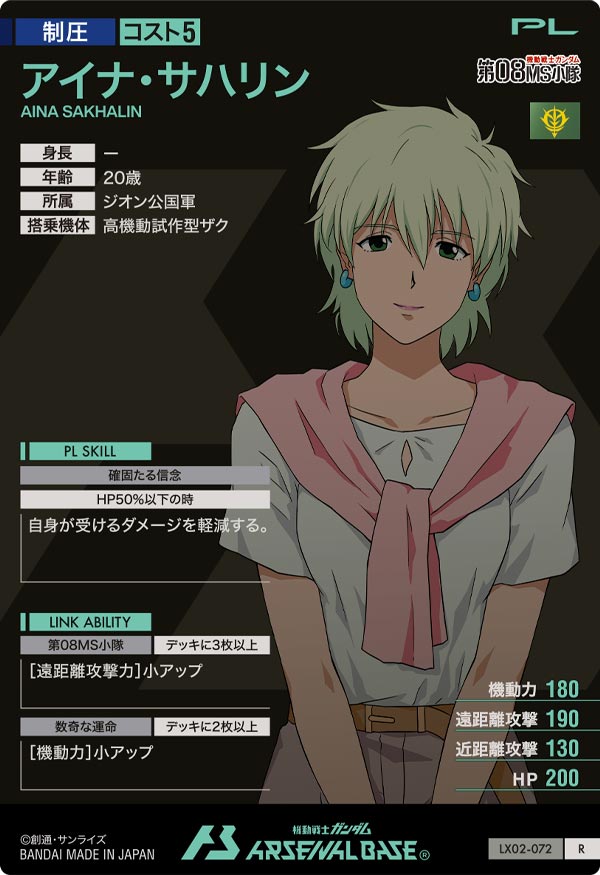 制圧 コスト5 PL
アイナ・サハリン
AINA SAKHALIN
機動戦士ガンダム
第08MS小隊
身長 ー
年齢 20歳
所属 ジオン公国軍
搭乗機体 高機動試作型ザク
PL SKILL
確固たる信念
HP50%以下の時
自身が受けるダメージを軽減する。
LINK ABILITY
第08MS小隊 デッキに3枚以上
[遠距離攻撃力]小アップ
数奇な運命 デッキに2枚以上
[機動力]小アップ
機動力 180
遠距離攻撃 190
近距離攻撃 130
HP 200
©創通・サンライズ
BANDAI MADE IN JAPAN
機動戦士ガンダム
AB ARSENAL BASE®
LX02-072 R